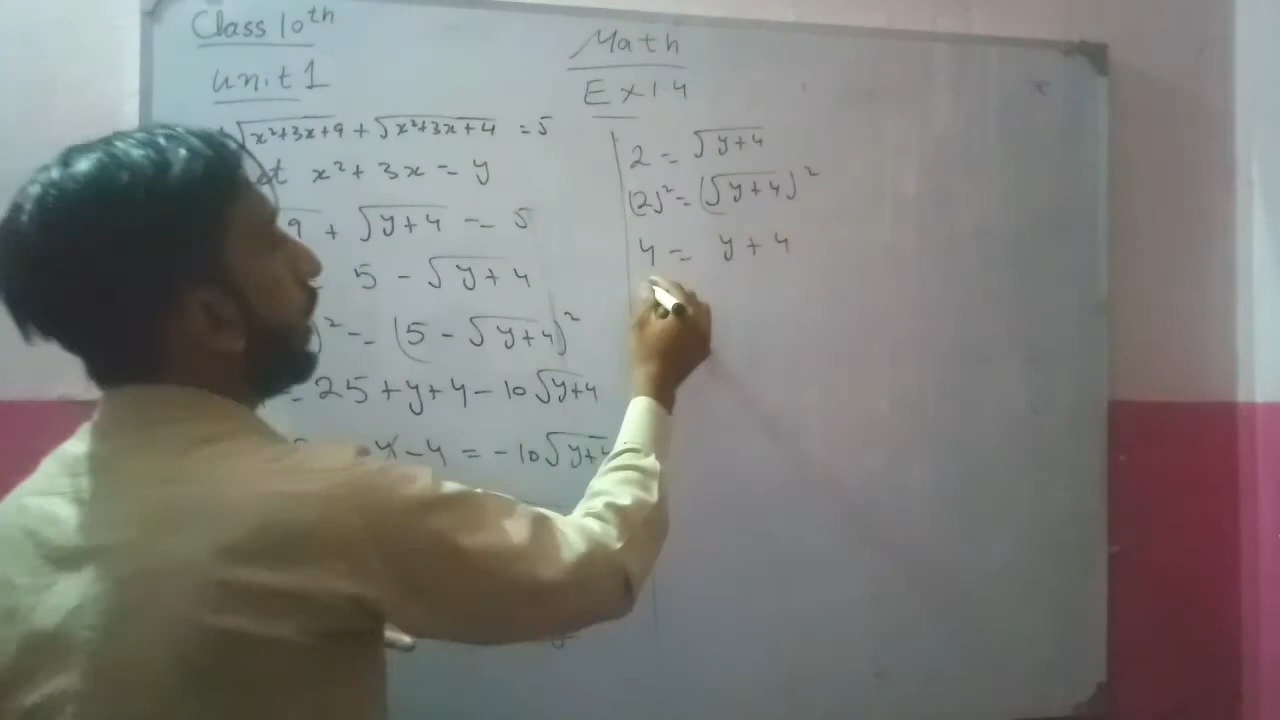 Class 10th
Math
Unit 1
Ex 1.4
√x²+3x+9 + √x²+3x+4 = 5
x² + 3x = y
9 + √y+4 = 5
5 - √y+4
)² = (5 - √y+4)²
= 25 + y + 4 - 10√y+4
y - 4 = -10√y+4
2 = √y+4
(2)² = (√y+4)²
4 = y + 4